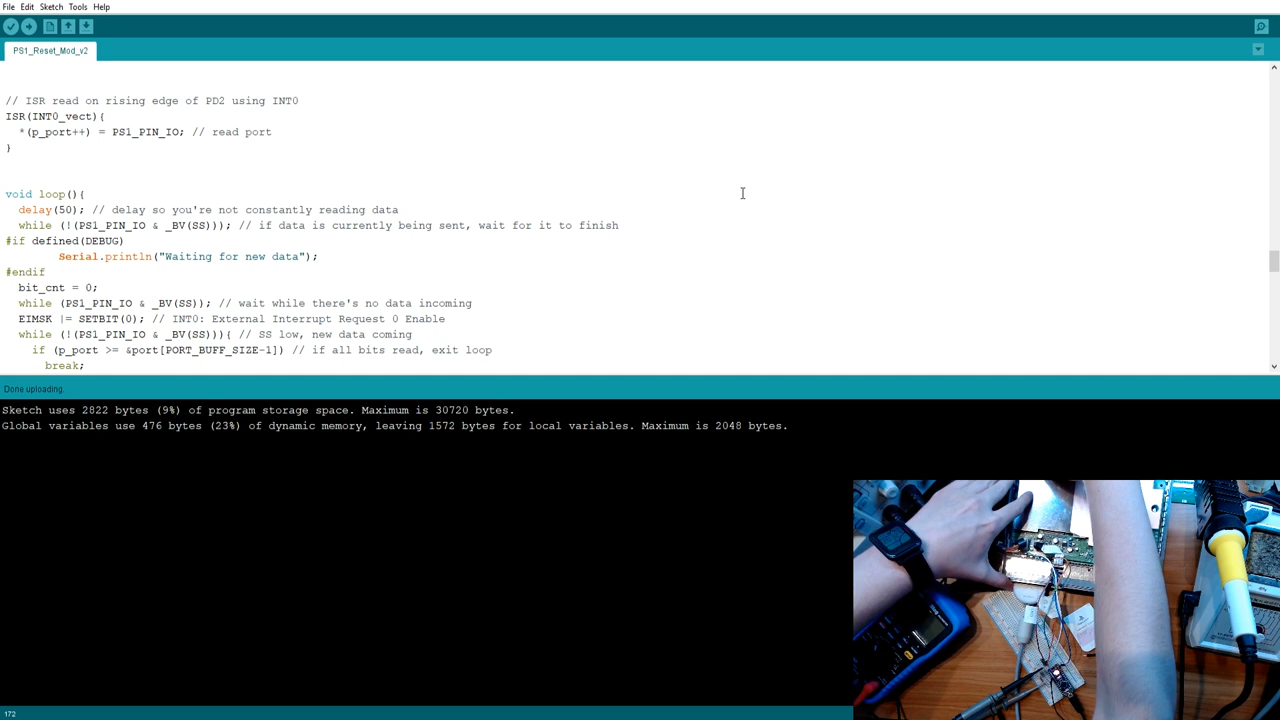 File Edit Sketch Tools Help
PS1_Reset_Mod_v2
// ISR read on rising edge of PD2 using INT0
ISR(INT0_vect){
*(p_port++) = PS1_PIN_IO; // read port
}
void loop(){
delay(50); // delay so you're not constantly reading data
while (!(PS1_PIN_IO & _BV(SS))); // if data is currently being sent, wait for it to finish
#if defined(DEBUG)
Serial.println("Waiting for new data");
#endif
bit_cnt = 0;
while (PS1_PIN_IO & _BV(SS)); // wait while there's no data incoming
EIMSK |= SETBIT(0); // INT0: External Interrupt Request 0 Enable
while (!(PS1_PIN_IO & _BV(SS))){ // SS low, new data coming
if (p_port >= &port[PORT_BUFF_SIZE-1]) // if all bits read, exit loop
break;
Done uploading.
Sketch uses 2822 bytes (9%) of program storage space. Maximum is 30720 bytes.
Global variables use 476 bytes (23%) of dynamic memory, leaving 1572 bytes for local variables. Maximum is 2048 bytes.
172